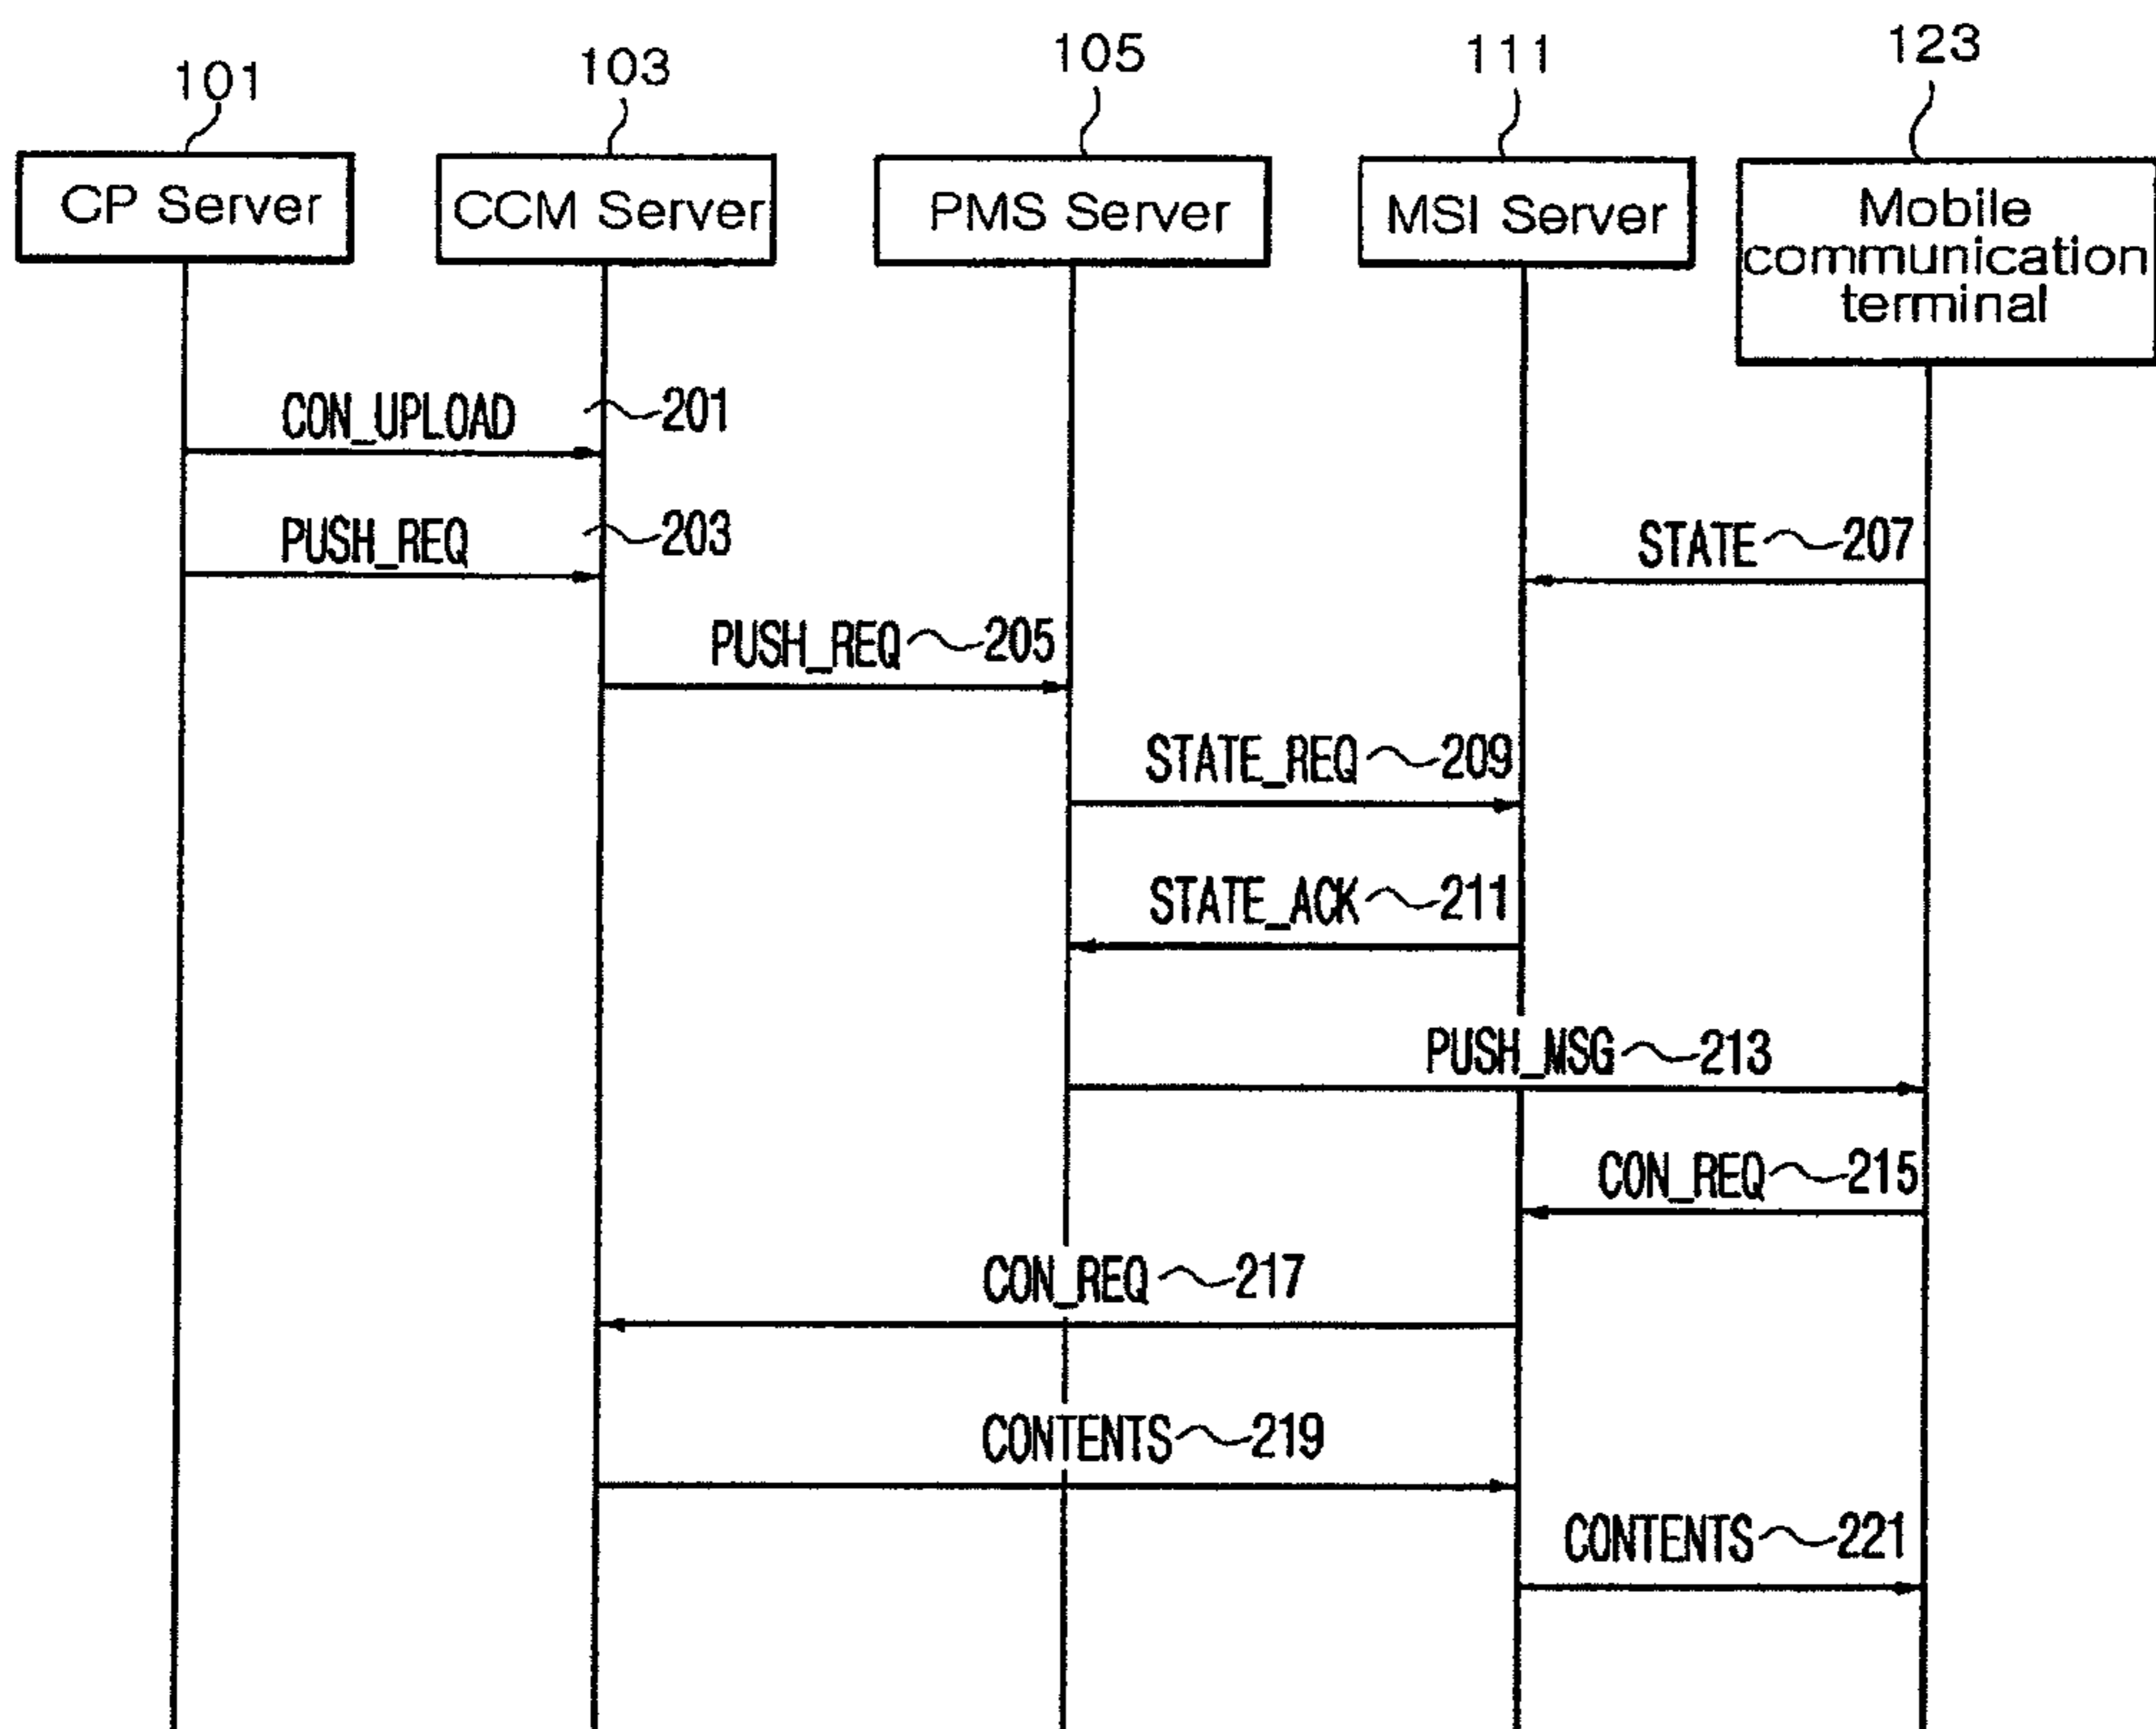 101
103
105
111
123
CP Server
CCM Server
PMS Server
MSI Server
Mobile
communication
terminal
CON_UPLOAD 201
PUSH_REQ 203
STATE 207
PUSH_REQ 205
STATE_REQ 209
STATE_ACK 211
PUSH_MSG 213
CON_REQ 215
CON_REQ 217
CONTENTS 219
CONTENTS 221